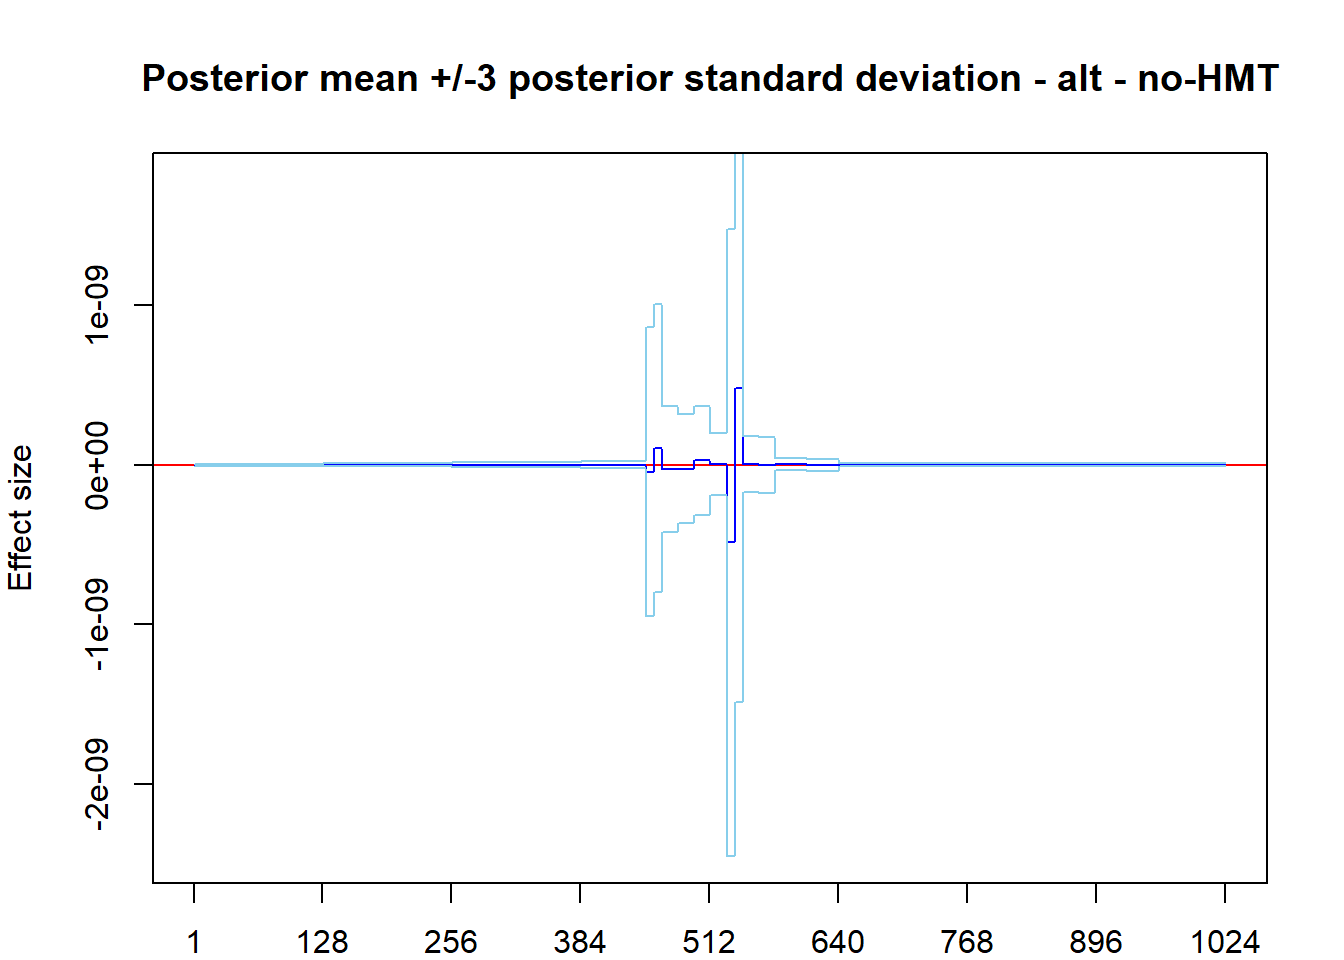 Posterior mean +/-3 posterior standard deviation - alt - no-HMT
Effect size
1e-09
0e+00
-1e-09
-2e-09
1 128 256 384 512 640 768 896 1024